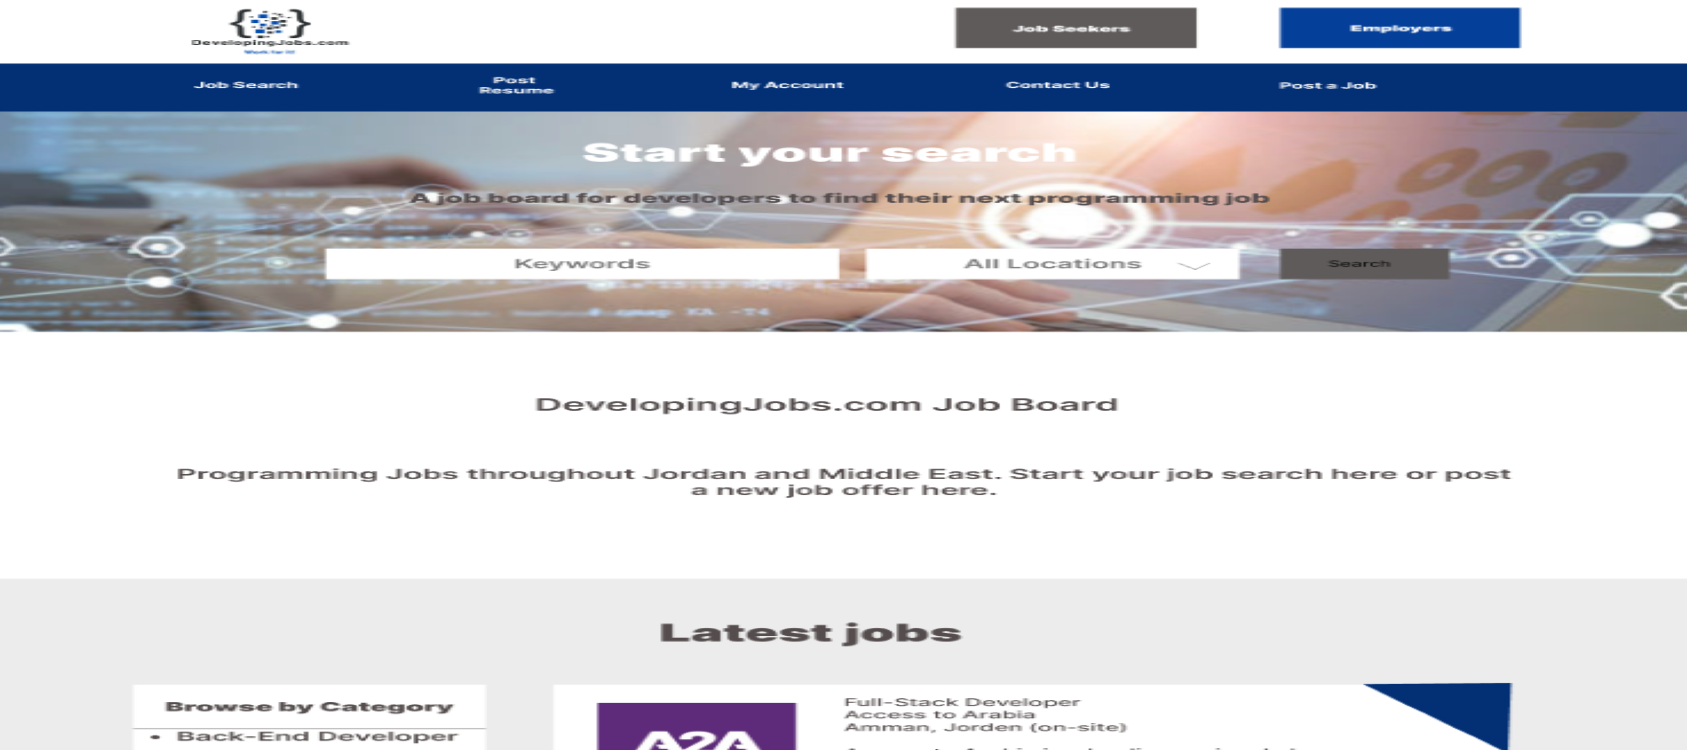 DevelopingJobs.com
Work for it!
Job Seekers
Employers
Job Search
Post
Resume
My Account
Contact Us
Post a Job
Start your search
A job board for developers to find their next programming job
Keywords
All Locations
Search
DevelopingJobs.com Job Board
Programming Jobs throughout Jordan and Middle East. Start your job search here or post
a new job offer here.
Latest jobs
Browse by Category
• Back-End Developer
A2A
Full-Stack Developer
Access to Arabia
Amman, Jorden (on-site)